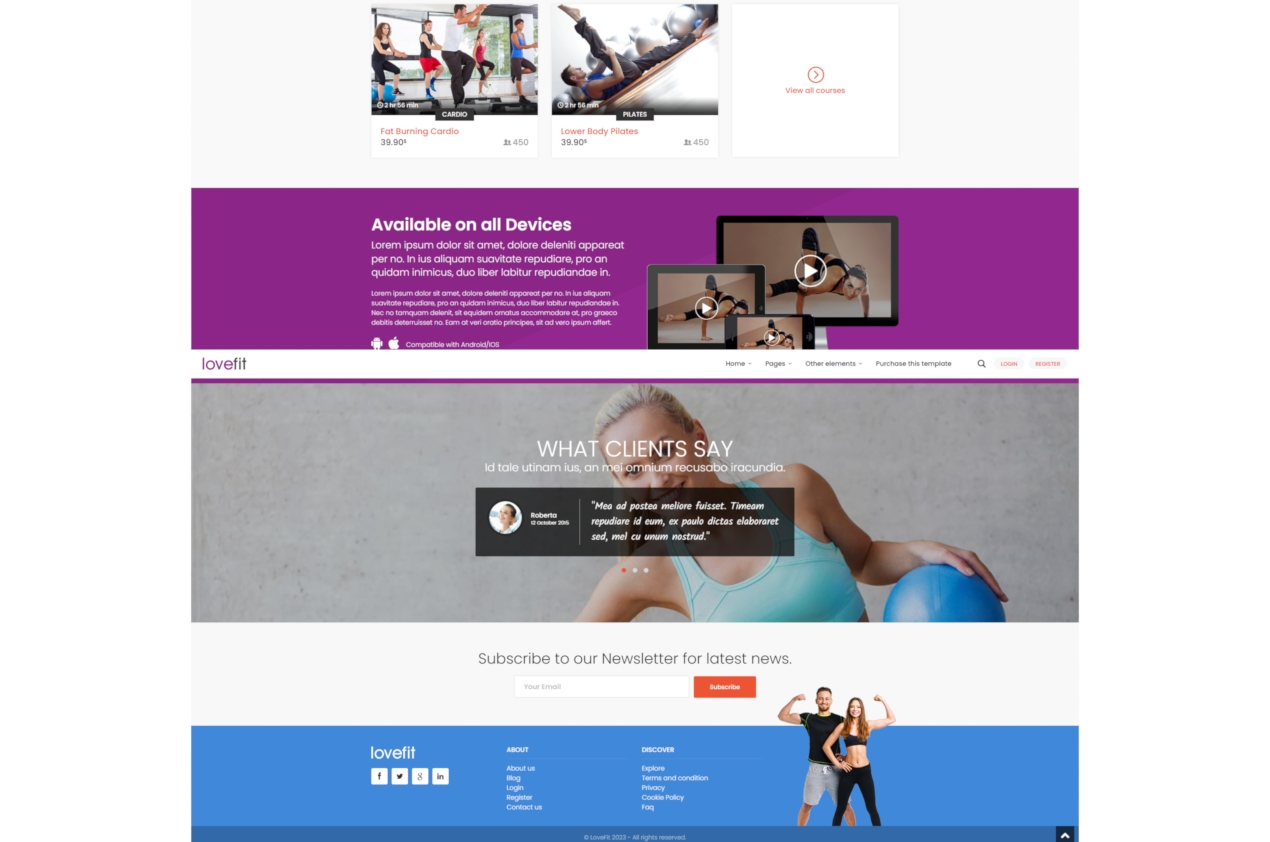 2 hr 56 min
CARDIO
Fat Burning Cardio
39.90$
450
2 hr 56 min
PILATES
Lower Body Pilates
39.90$
450
View all courses
Available on all Devices
Lorem ipsum dolor sit amet, dolore deleniti appareat
per no. In ius aliquam suavitate repudiare, pro an
quidam inimicus, duo liber labitur repudiandae in.
Lorem ipsum dolor sit amet, dolore deleniti appareat per no. In ius aliquam
suavitate repudiare, pro an quidam inimicus, duo liber labitur repudiandae in.
Nec no tamquam delenit, sit equidem ornatus accommodare at, pro graeco
debitis deterruisset no. Eam at veri oratio principes, sit ad vero ipsum affert.
Compatible with Android/IOS
lovefit
Home
Pages
Other elements
Purchase this template
LOGIN
REGISTER
WHAT CLIENTS SAY
Id tale utinam ius, an mei omnium recusabo iracundia.
Roberta
12 October 2015
"Mea ad postea meliore fuisset. Timeam
repudiare id eum, ex paulo dictas elaboraret
sed, mel cu unum nostrud."
Subscribe to our Newsletter for latest news.
Your Email
Subscribe
lovefit
ABOUT
About us
Blog
Login
Register
Contact us
DISCOVER
Explore
Terms and condition
Privacy
Cookie Policy
Faq
© LoveFit 2023 - All rights reserved.